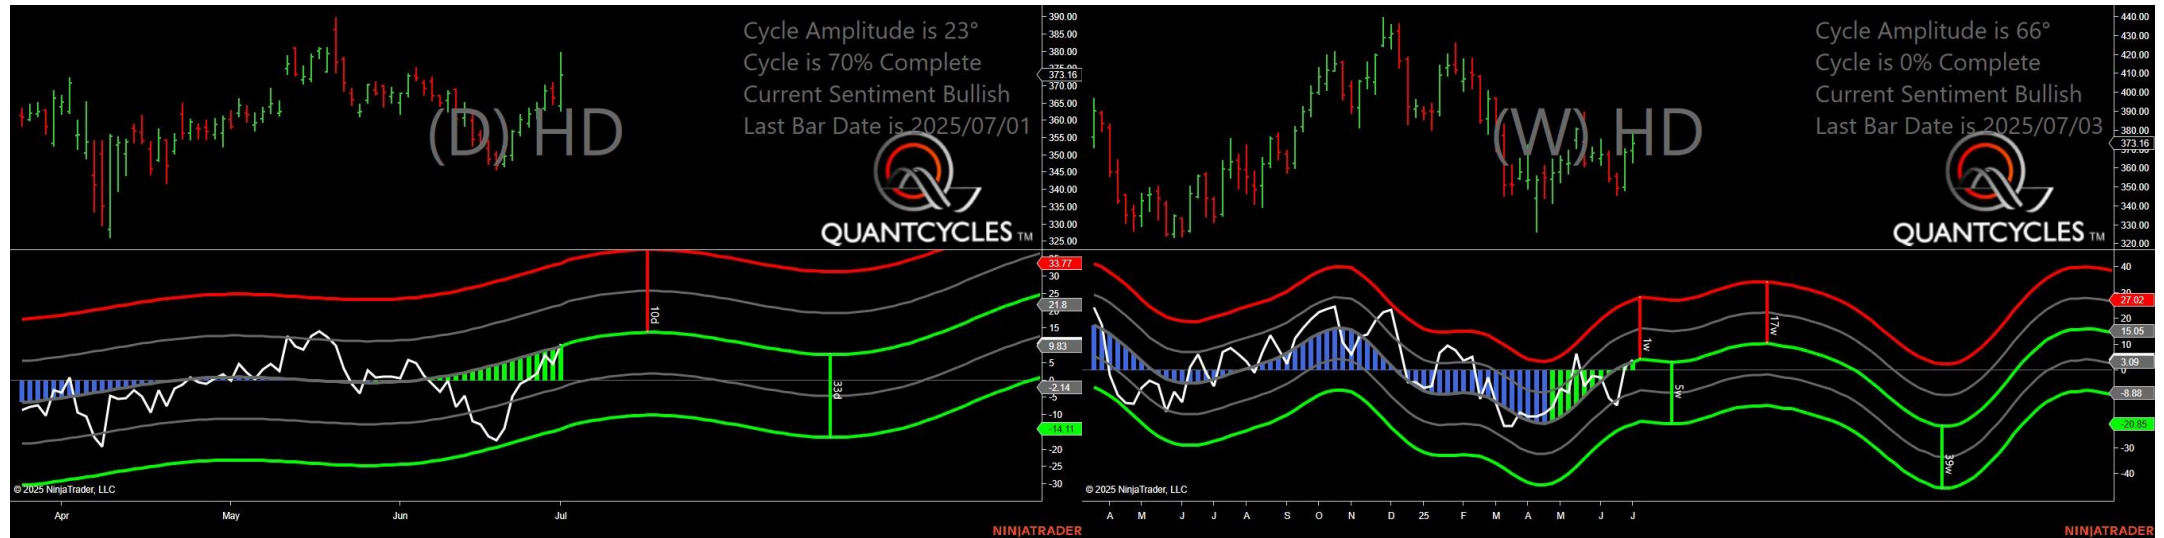 Cycle Amplitude is 23°
Cycle is 70% Complete
Current Sentiment Bullish
Last Bar Date is 2025/07/01
(D) HD
QUANTCYCLES TM
390.00
385.00
380.00
375.00
373.16
370.00
365.00
360.00
355.00
350.00
345.00
340.00
335.00
330.00
325.00
33.77
30
25
21.8
20
15
9.83
5
0
-2.14
-5
-10
-14.11
-20
-25
-30
10d
33d
© 2025 NinjaTrader, LLC
Apr May Jun Jul
NINJATRADER
Cycle Amplitude is 66°
Cycle is 0% Complete
Current Sentiment Bullish
Last Bar Date is 2025/07/03
(W) HD
QUANTCYCLES TM
440.00
430.00
420.00
410.00
400.00
390.00
380.00
373.16
370.00
360.00
350.00
340.00
330.00
320.00
40
30
27.02
20
15.05
10
3.09
0
-8.88
-20.85
-30
-40
1w
17w
5w
39w
© 2025 NinjaTrader, LLC
A M J J A S O N D 25 F M A M J J
NINJATRADER